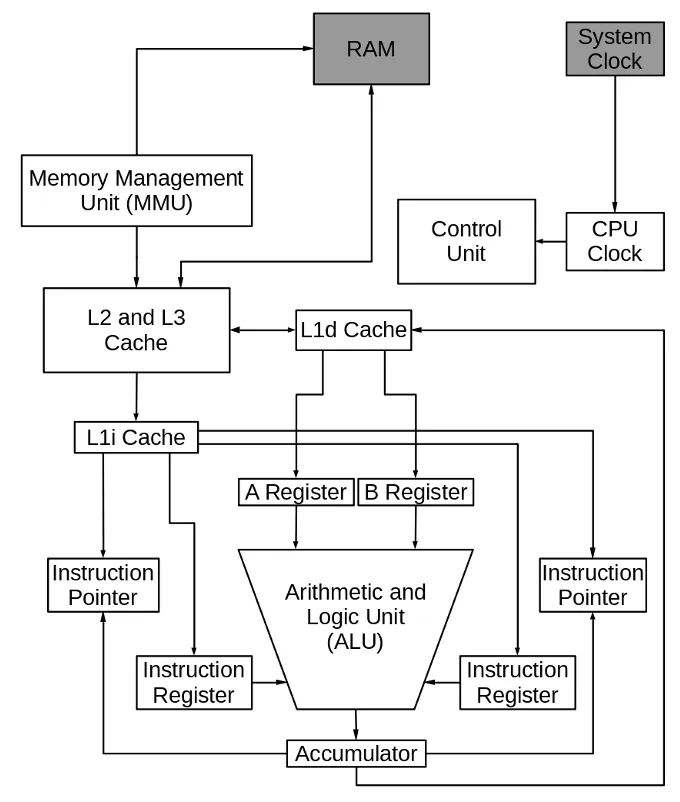 RAM
System
Clock
Memory Management
Unit (MMU)
Control
Unit
CPU
Clock
L2 and L3
Cache
L1d Cache
L1i Cache
A Register
B Register
Instruction
Pointer
Arithmetic and
Logic Unit
(ALU)
Instruction
Pointer
Instruction
Register
Instruction
Register
Accumulator